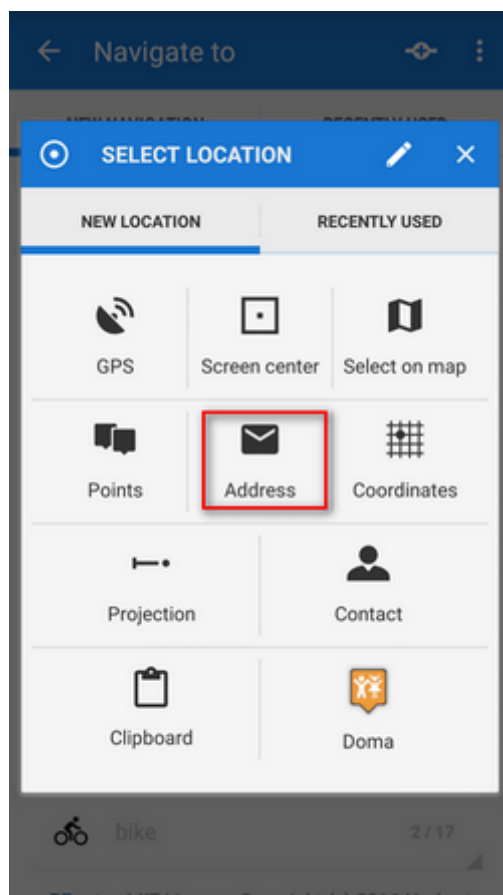 Navigate to
SELECT LOCATION
NEW LOCATION RECENTLY USED
GPS Screen center Select on map
Points Address Coordinates
Projection Contact
Clipboard Doma
bike 2 / 17